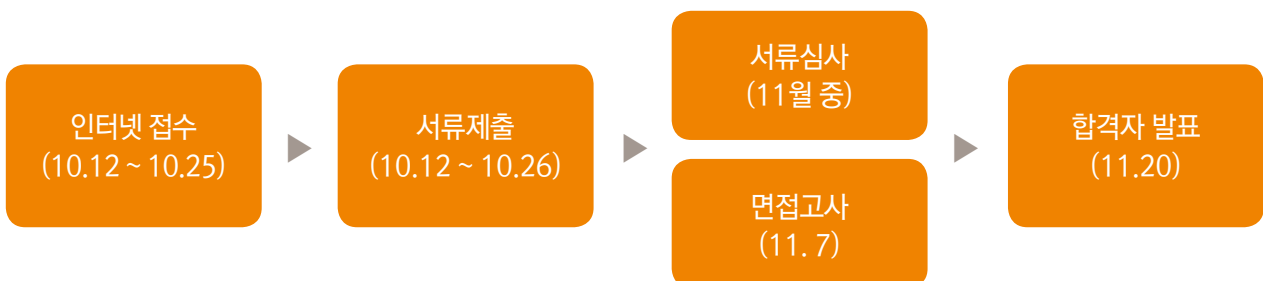 인터넷 접수
(10.12 ~ 10.25)
서류제출
(10.12 ~ 10.26)
서류심사
(11월 중)
면접고사
(11. 7)
합격자 발표
(11.20)